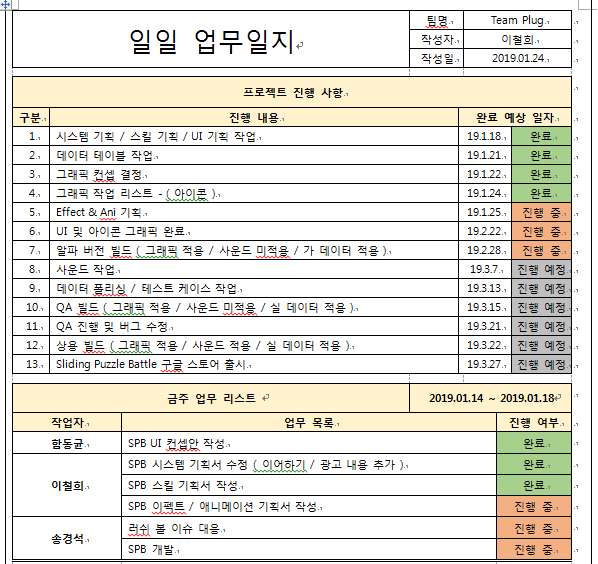 일일 업무일지
팀명 Team Plug
작성자 이철희
작성일 2019.01.24.
프로젝트 진행 사항
구분 진행 내용 완료 예상 일자
1. 시스템 기획 / 스킬 기획 / UI 기획 작업 19.1.18. 완료
2. 데이터 테이블 작업 19.1.21. 완료
3. 그래픽 컨셉 결정 19.1.22. 완료
4. 그래픽 작업 리스트 - ( 아이콘 ) 19.1.24. 완료
5. Effect & Ani 기획 19.1.25. 진행 중
6. UI 및 아이콘 그래픽 완료 19.2.22. 진행 중
7. 알파 버전 빌드 ( 그래픽 적용 / 사운드 미적용 / 가 데이터 적용 ) 19.2.28. 진행 중
8. 사운드 작업 19.3.7. 진행 예정
9. 데이터 폴리싱 / 테스트 케이스 작업 19.3.13. 진행 예정
10. QA 빌드 ( 그래픽 적용 / 사운드 미적용 / 실 데이터 적용 ) 19.3.15. 진행 예정
11. QA 진행 및 버그 수정 19.3.21. 진행 예정
12. 상용 빌드 ( 그래픽 적용 / 사운드 적용 / 실 데이터 적용 ) 19.3.22. 진행 예정
13. Sliding Puzzle Battle 구글 스토어 출시 19.3.27. 진행 예정
금주 업무 리스트 2019.01.14 ~ 2019.01.18
작업자 업무 목록 진행 여부
함동균 SPB UI 컨셉안 작성 완료
이철희 SPB 시스템 기획서 수정 ( 이어하기 / 광고 내용 추가 ) 완료
SPB 스킬 기획서 작성 완료
SPB 이펙트 / 애니메이션 기획서 작성 진행 중
송경석 러쉬 볼 이슈 대응 진행 중
SPB 개발 진행 중